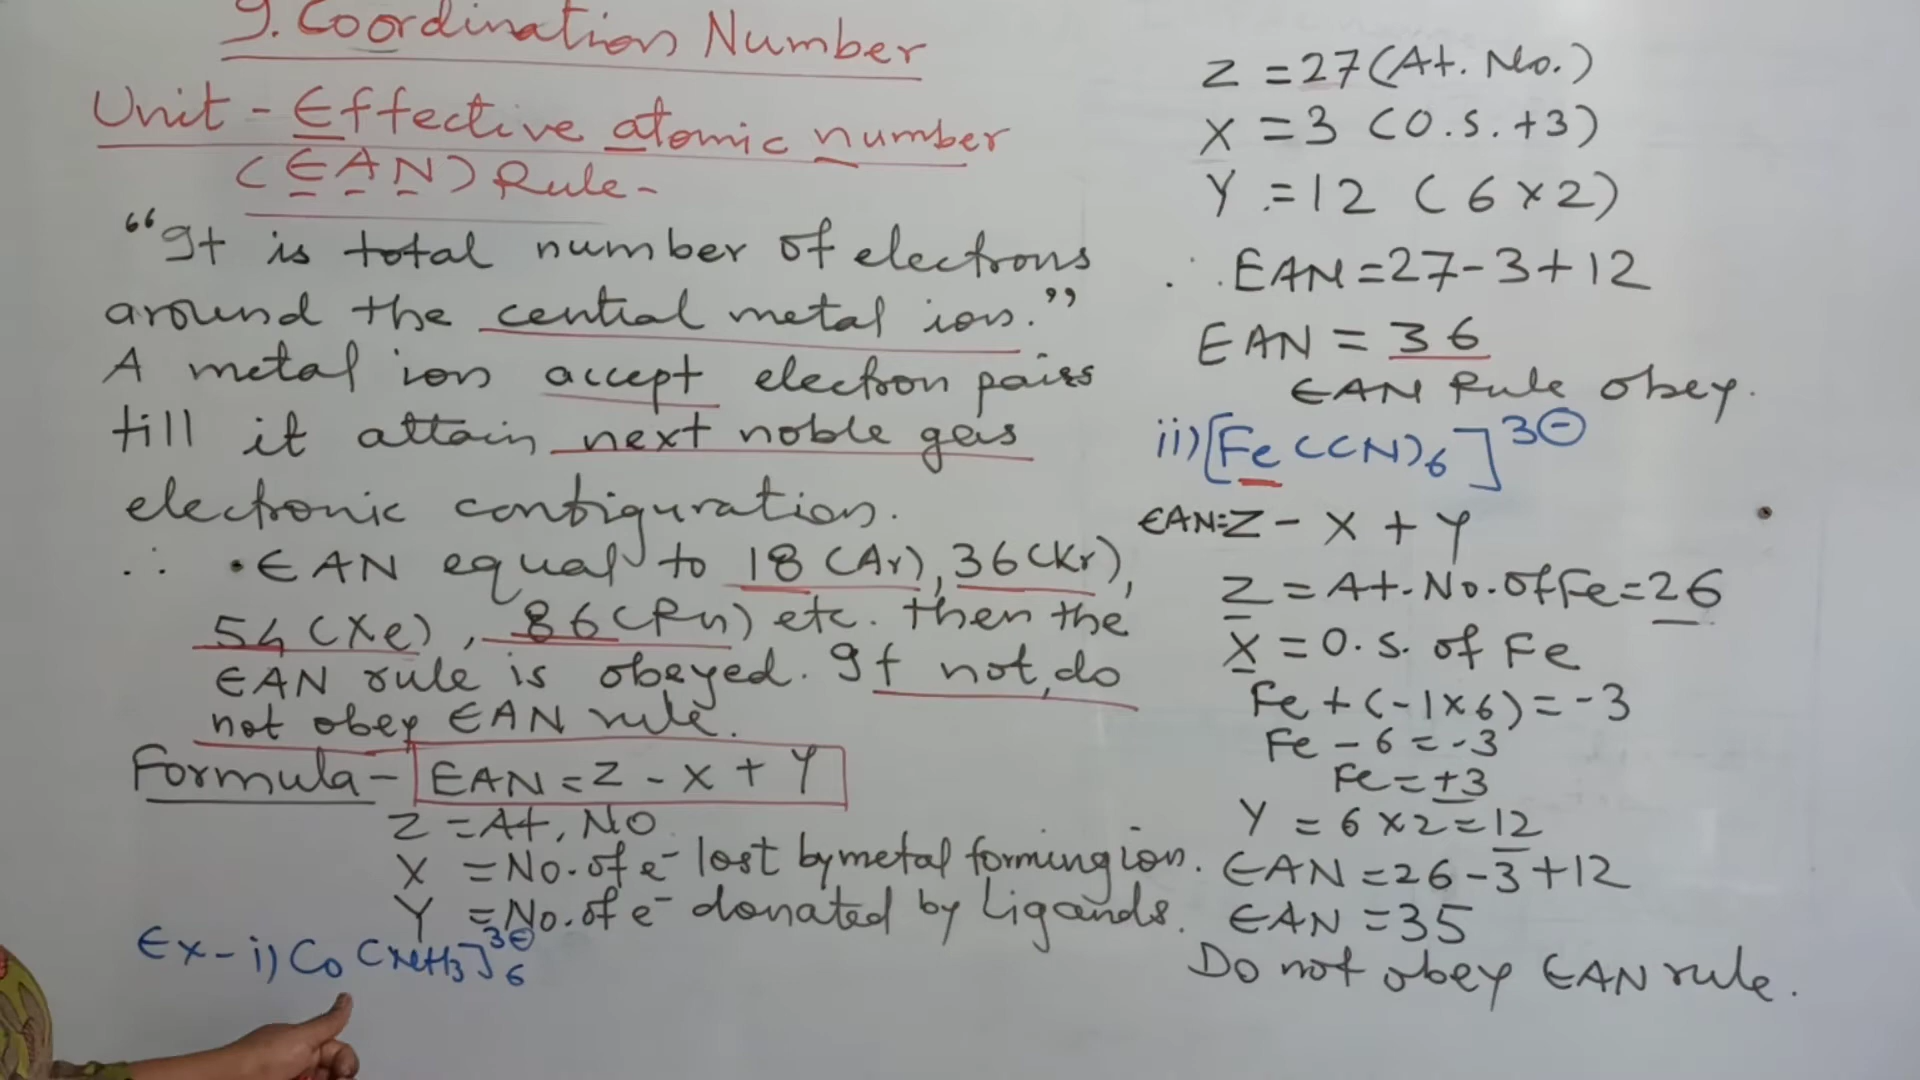 9. Coordination Number
Unit - Effective atomic number
(EAN) Rule-
"It is total number of electrons
around the central metal ion."
A metal ion accept electron pairs
till it attain next noble gas
electronic configuration.
∴ • EAN equal to 18 (Ar), 36 (Kr),
54 (Xe), 86 (Rn) etc. then the
EAN rule is obeyed. If not, do
not obey EAN rule.
Formula - EAN = Z - X + Y
Z = At. No
X = No. of e⁻ lost by metal forming ion.
Y = No. of e⁻ donated by Ligands.
Ex - i) Co (NH3]³⊖6
Z = 27 (At. No.)
X = 3 (O.S. +3)
Y = 12 (6 x 2)
∴ EAN = 27 - 3 + 12
EAN = 36
EAN Rule obey.
ii) [Fe (CN)6]³⊖
EAN = Z - X + Y
Z = At. No. of Fe = 26
X = O.S. of Fe
Fe + (-1x6) = -3
Fe - 6 = -3
Fe = +3
Y = 6 x 2 = 12
EAN = 26 - 3 + 12
EAN = 35
Do not obey EAN rule.